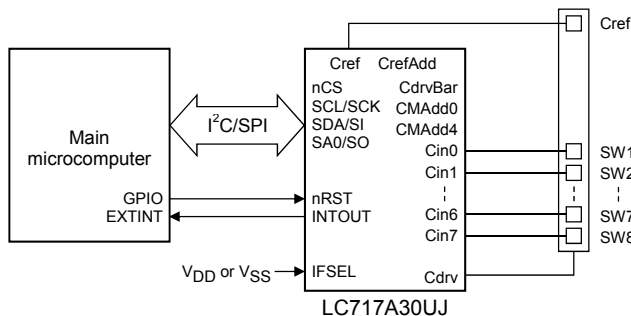 Cref
Cref CrefAdd
nCS CdrvBar
SCL/SCK CMAdd0
SDA/SI CMAdd4
SA0/SO
I²C/SPI
Main
microcomputer
Cin0 SW1
Cin1 SW2
GPIO nRST
EXTINT INTOUT
Cin6 SW7
Cin7 SW8
VDD or VSS IFSEL
Cdrv
LC717A30UJ